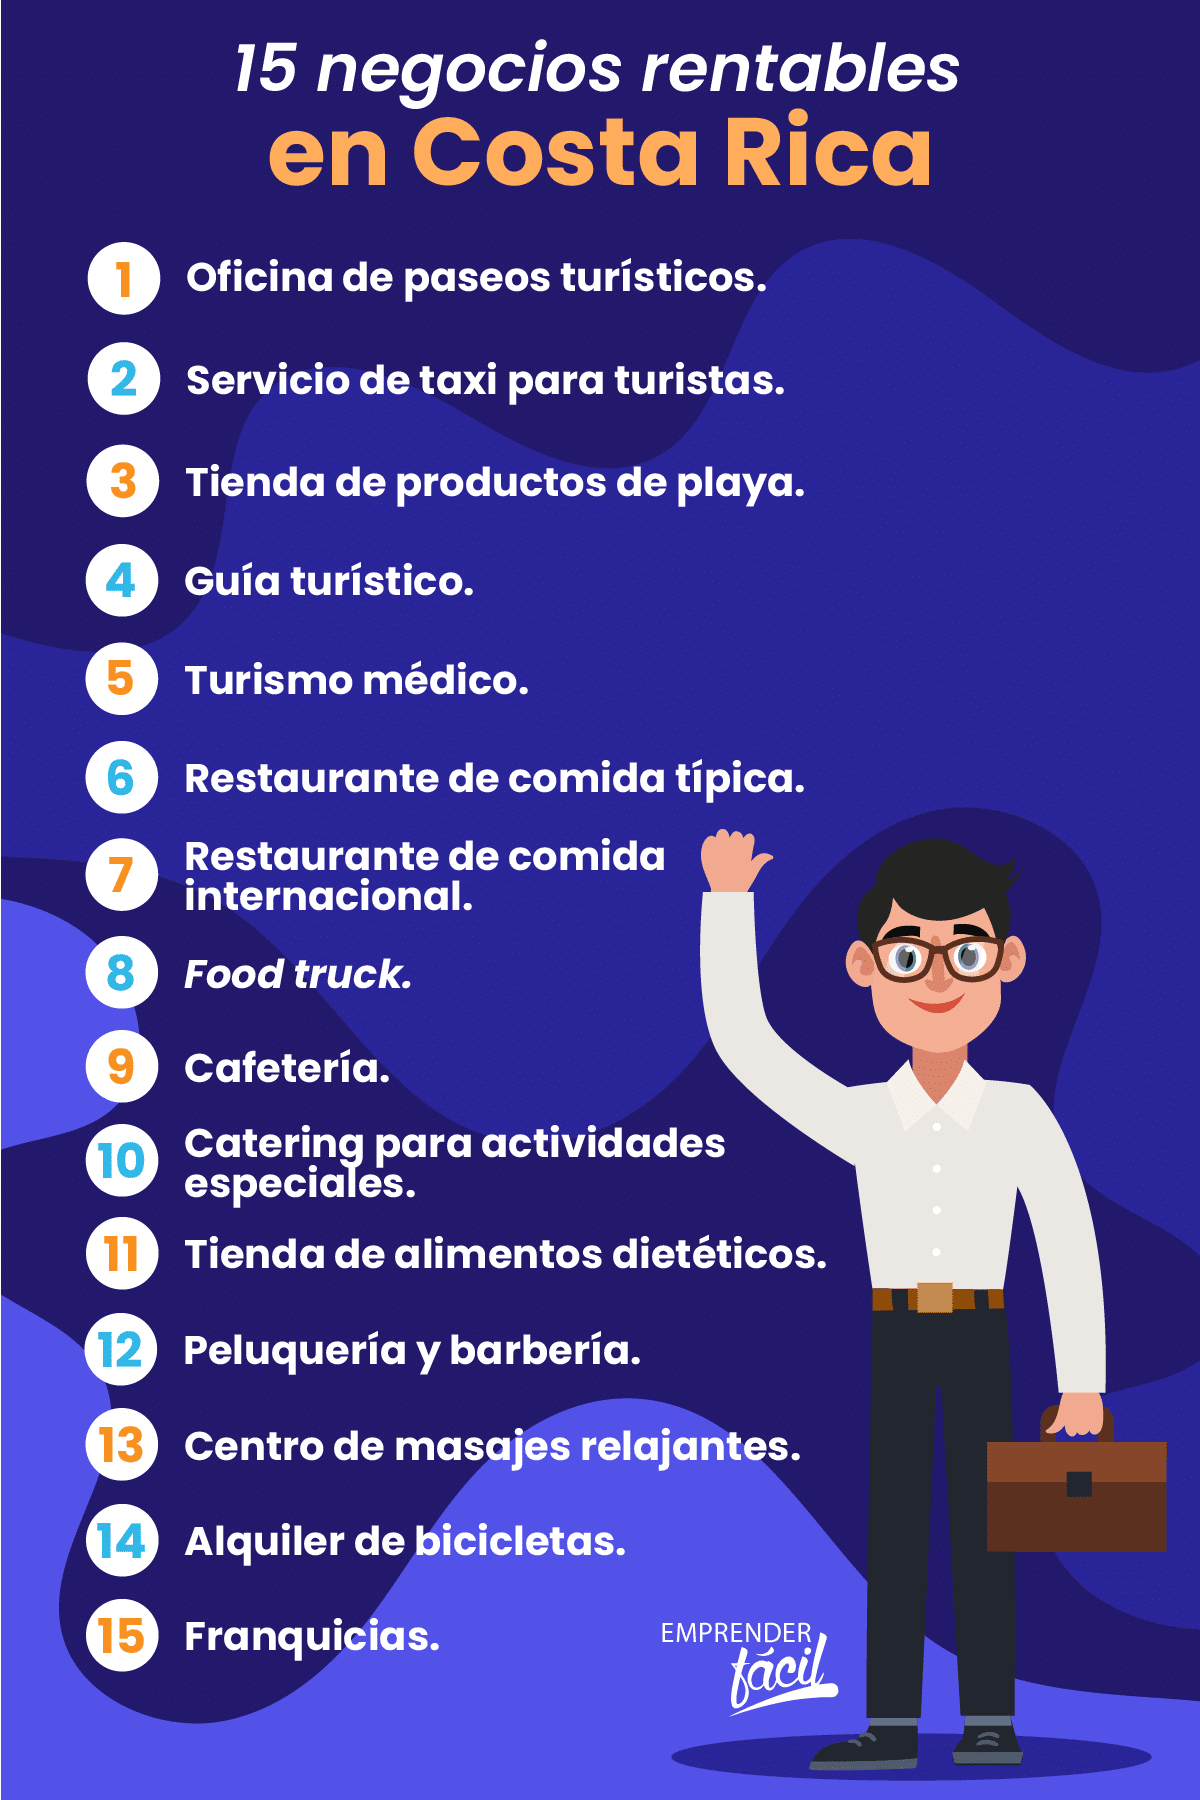 15 negocios rentables
en Costa Rica
1 Oficina de paseos turísticos.
2 Servicio de taxi para turistas.
3 Tienda de productos de playa.
4 Guía turístico.
5 Turismo médico.
6 Restaurante de comida típica.
7 Restaurante de comida
internacional.
8 Food truck.
9 Cafetería.
10 Catering para actividades
especiales.
11 Tienda de alimentos dietéticos.
12 Peluquería y barbería.
13 Centro de masajes relajantes.
14 Alquiler de bicicletas.
15 Franquicias.
EMPRENDER
fácil